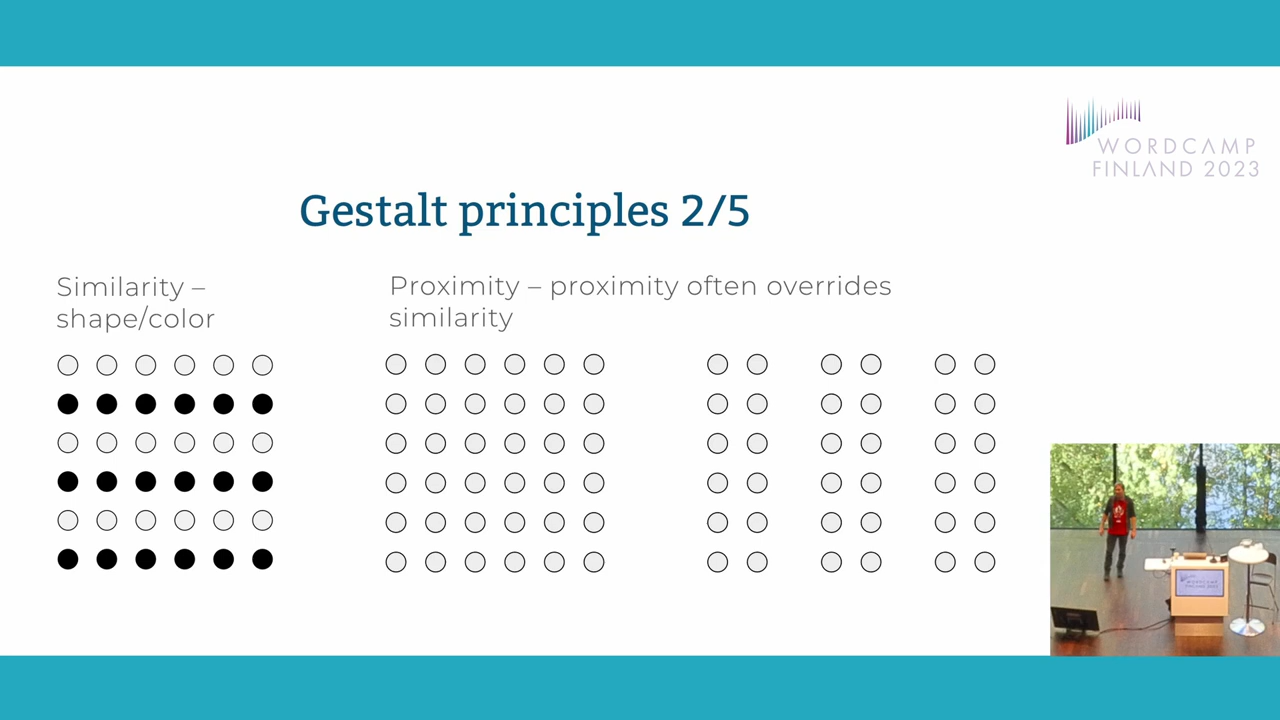 WORDCAMP
FINLAND 2023
Gestalt principles 2/5
Similarity –
shape/color
Proximity – proximity often overrides
similarity